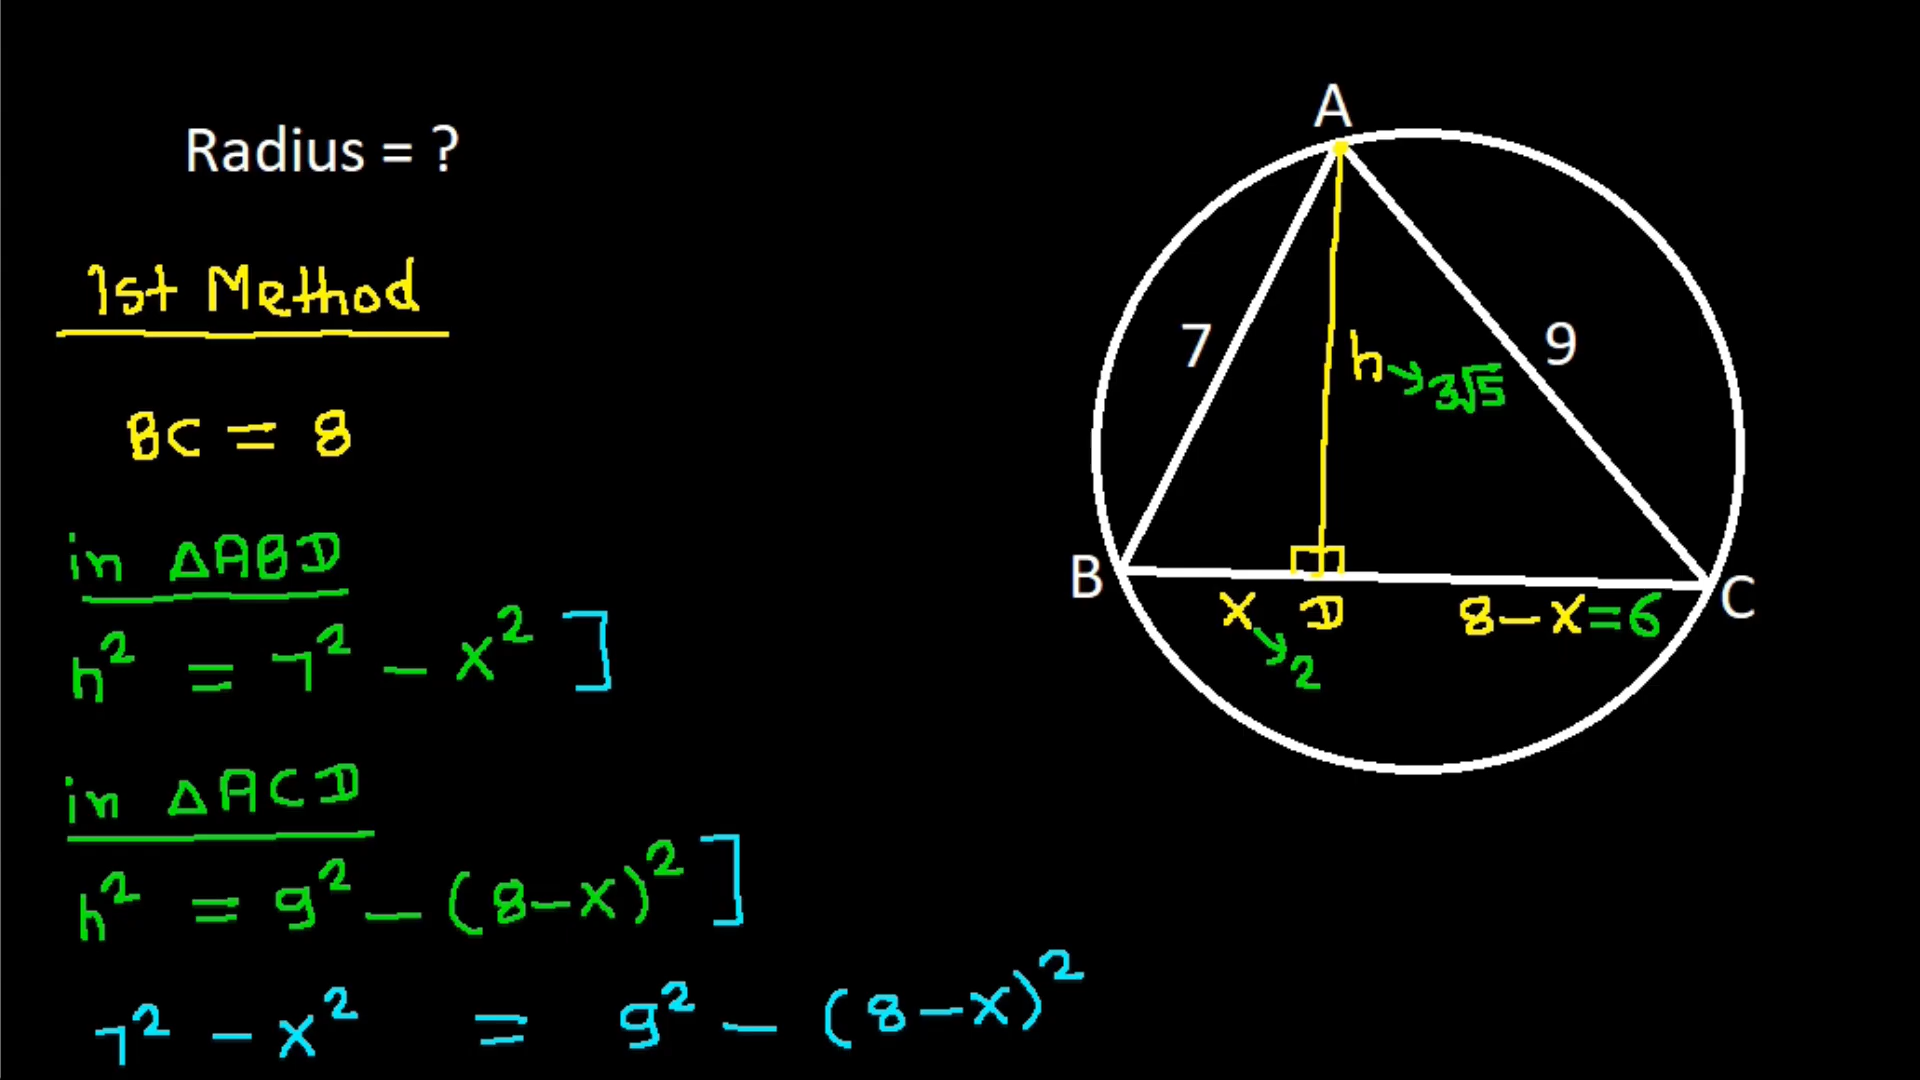 Radius = ?
1st Method
BC = 8
in ΔABD
h² = 7² - x² ]
in ΔACD
h² = 9² - (8-x)² ]
7² - x² = 9² - (8-x)²
A
7
h → 3√5
9
B
C
x → 2
D
8-x=6